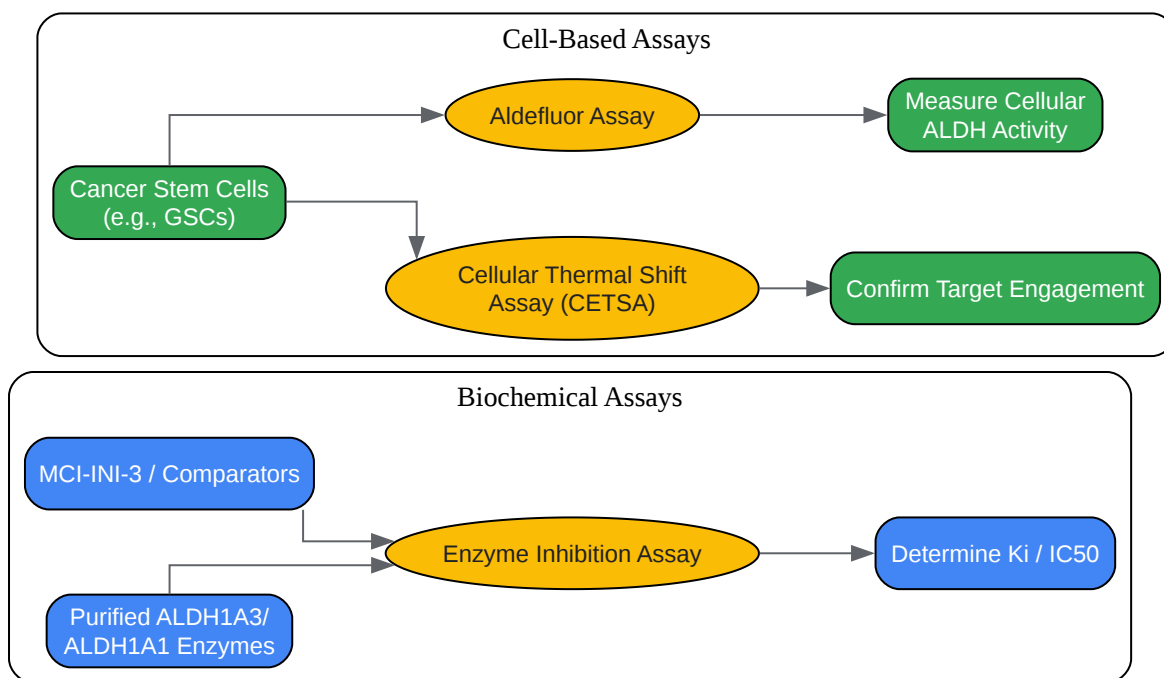 Cell-Based Assays
Aldefluor Assay
Measure Cellular
ALDH Activity
Cancer Stem Cells
(e.g., GSCs)
Cellular Thermal Shift
Assay (CETSA)
Confirm Target Engagement
Biochemical Assays
MCI-INI-3 / Comparators
Enzyme Inhibition Assay
Determine Ki / IC50
Purified ALDH1A3/
ALDH1A1 Enzymes